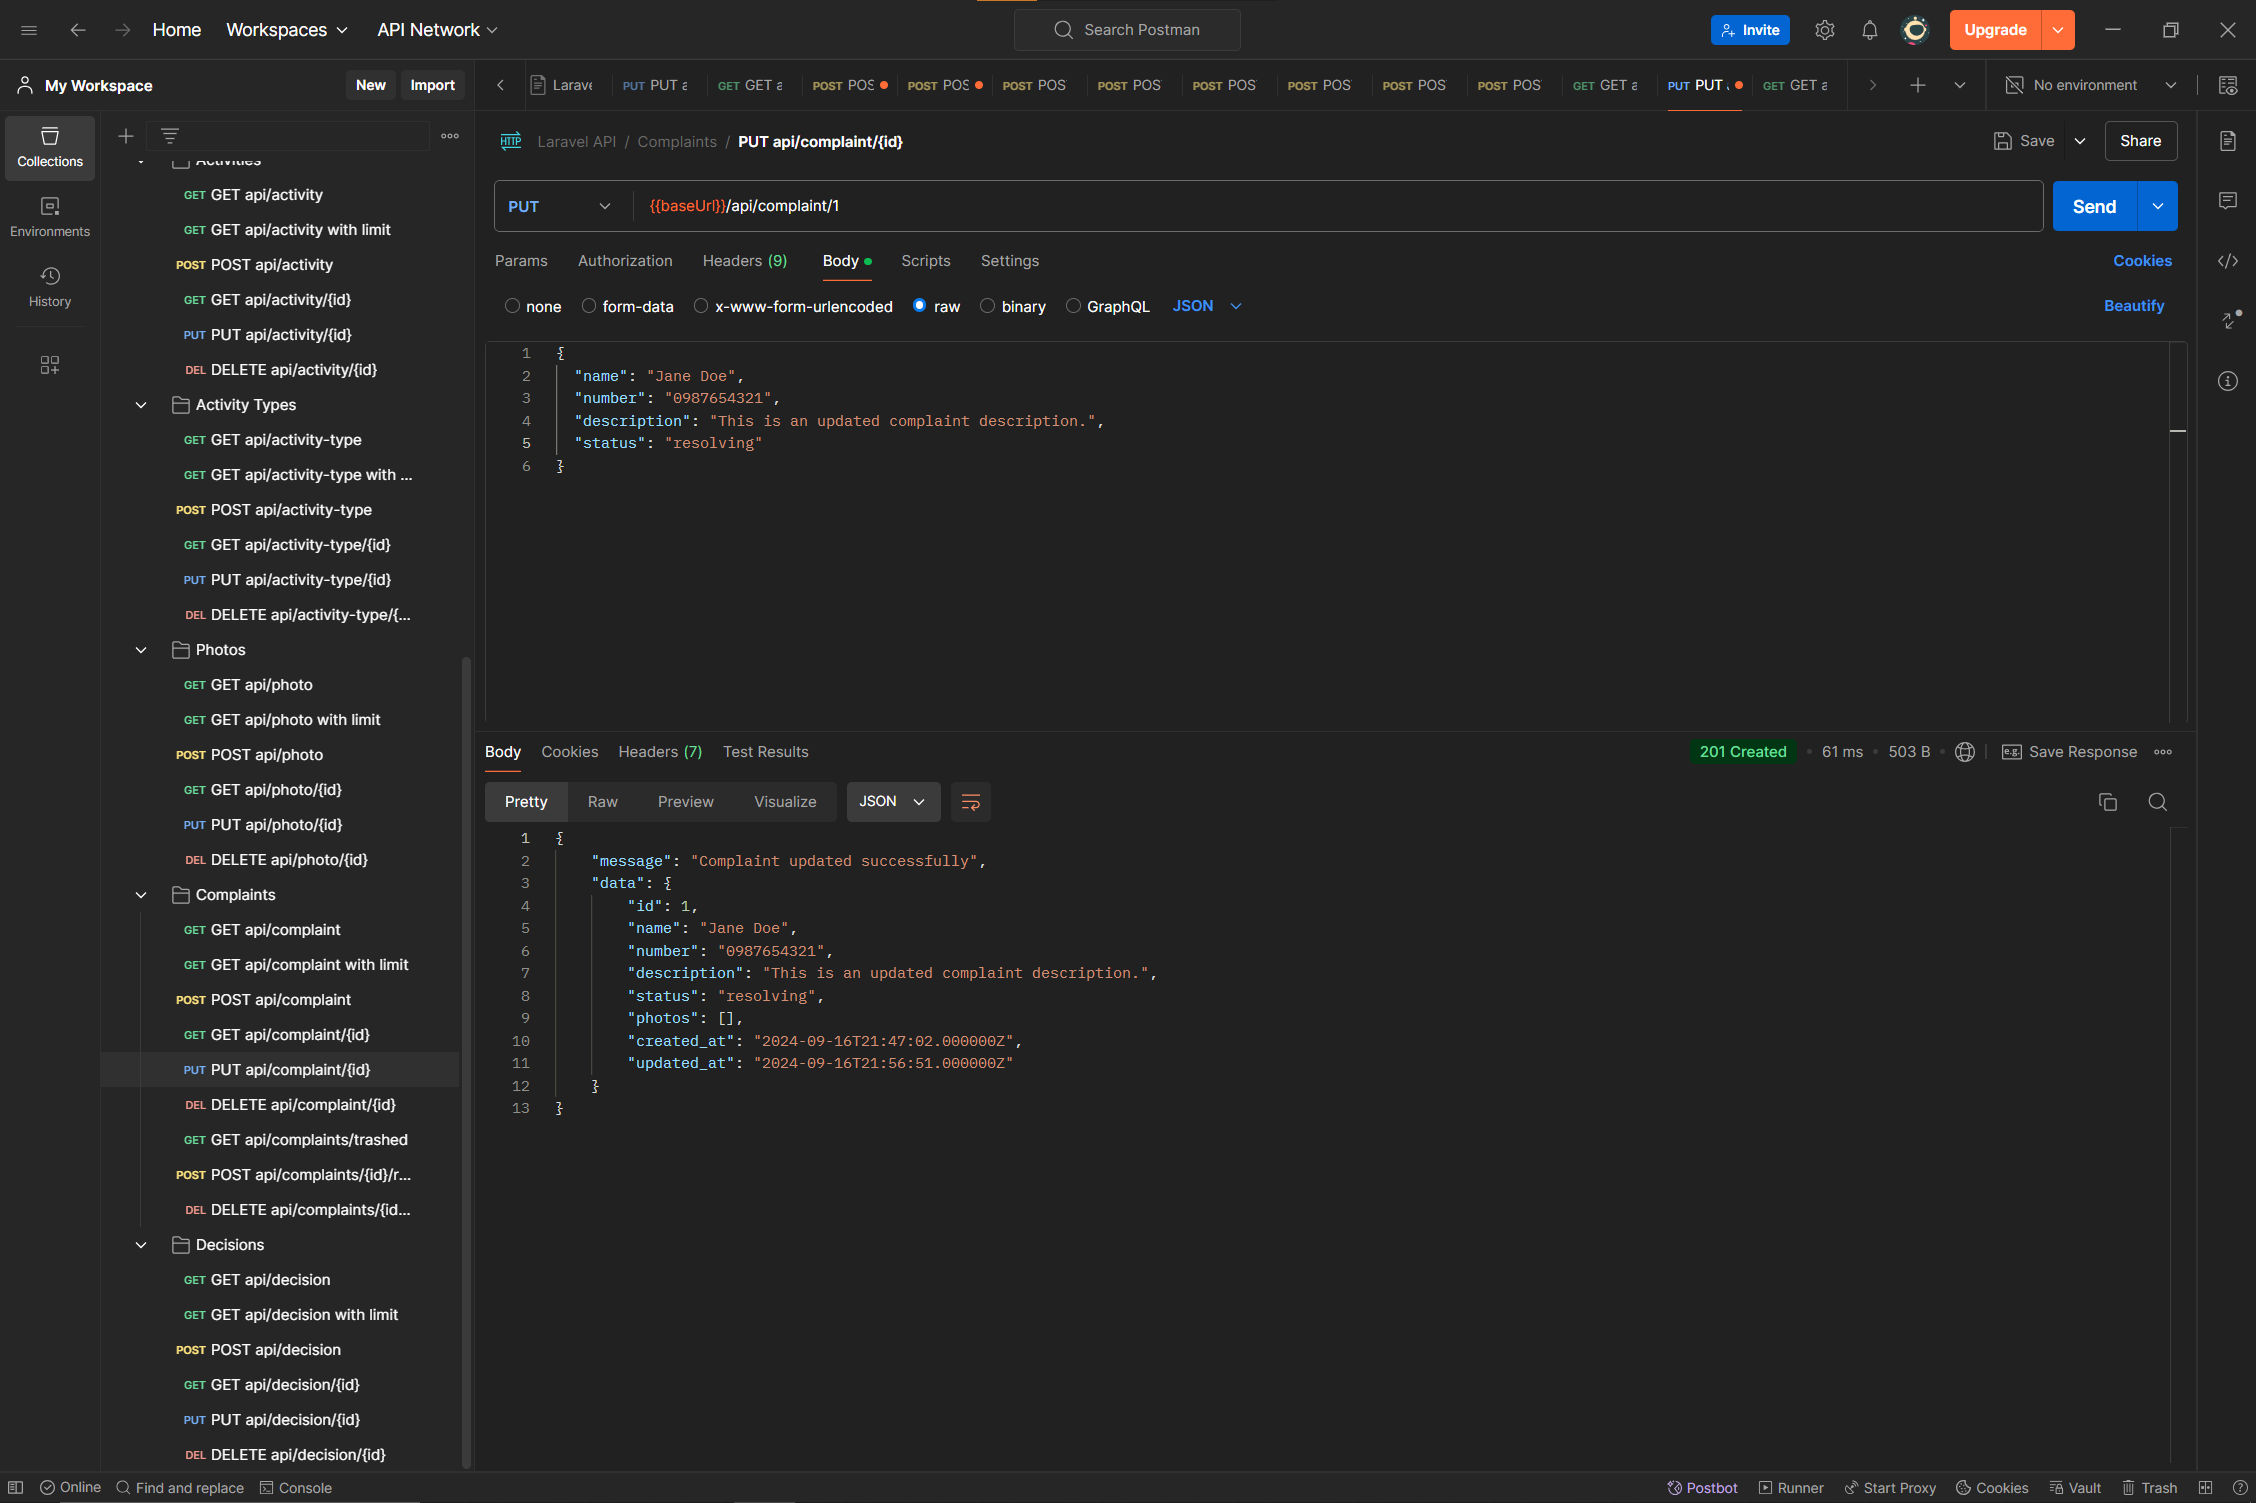 Home Workspaces API Network Search Postman Invite Upgrade
My Workspace New Import Larave PUT PUT a GET GET a POST POS POST POS POST POS POST POS POST POS POST POS POST POS POST POS GET GET a PUT PUT GET GET a No environment
Collections
Environments
History
Activities
GET GET api/activity
GET GET api/activity with limit
POST POST api/activity
GET GET api/activity/{id}
PUT PUT api/activity/{id}
DEL DELETE api/activity/{id}
Activity Types
GET GET api/activity-type
GET GET api/activity-type with ...
POST POST api/activity-type
GET GET api/activity-type/{id}
PUT PUT api/activity-type/{id}
DEL DELETE api/activity-type/{...
Photos
GET GET api/photo
GET GET api/photo with limit
POST POST api/photo
GET GET api/photo/{id}
PUT PUT api/photo/{id}
DEL DELETE api/photo/{id}
Complaints
GET GET api/complaint
GET GET api/complaint with limit
POST POST api/complaint
GET GET api/complaint/{id}
PUT PUT api/complaint/{id}
DEL DELETE api/complaint/{id}
GET GET api/complaints/trashed
POST POST api/complaints/{id}/r...
DEL DELETE api/complaints/{id...
Decisions
GET GET api/decision
GET GET api/decision with limit
POST POST api/decision
GET GET api/decision/{id}
PUT PUT api/decision/{id}
DEL DELETE api/decision/{id}
HTTP Laravel API / Complaints / PUT api/complaint/{id} Save Share
PUT {{baseUrl}}/api/complaint/1 Send
Params Authorization Headers (9) Body Scripts Settings Cookies
none form-data x-www-form-urlencoded raw binary GraphQL JSON Beautify
1 {
2 "name": "Jane Doe",
3 "number": "0987654321",
4 "description": "This is an updated complaint description.",
5 "status": "resolving"
6 }
Body Cookies Headers (7) Test Results 201 Created 61 ms 503 B e.g. Save Response
Pretty Raw Preview Visualize JSON
1 {
2 "message": "Complaint updated successfully",
3 "data": {
4 "id": 1,
5 "name": "Jane Doe",
6 "number": "0987654321",
7 "description": "This is an updated complaint description.",
8 "status": "resolving",
9 "photos": [],
10 "created_at": "2024-09-16T21:47:02.000000Z",
11 "updated_at": "2024-09-16T21:56:51.000000Z"
12 }
13 }
Online Find and replace Console Postbot Runner Start Proxy Cookies Vault Trash